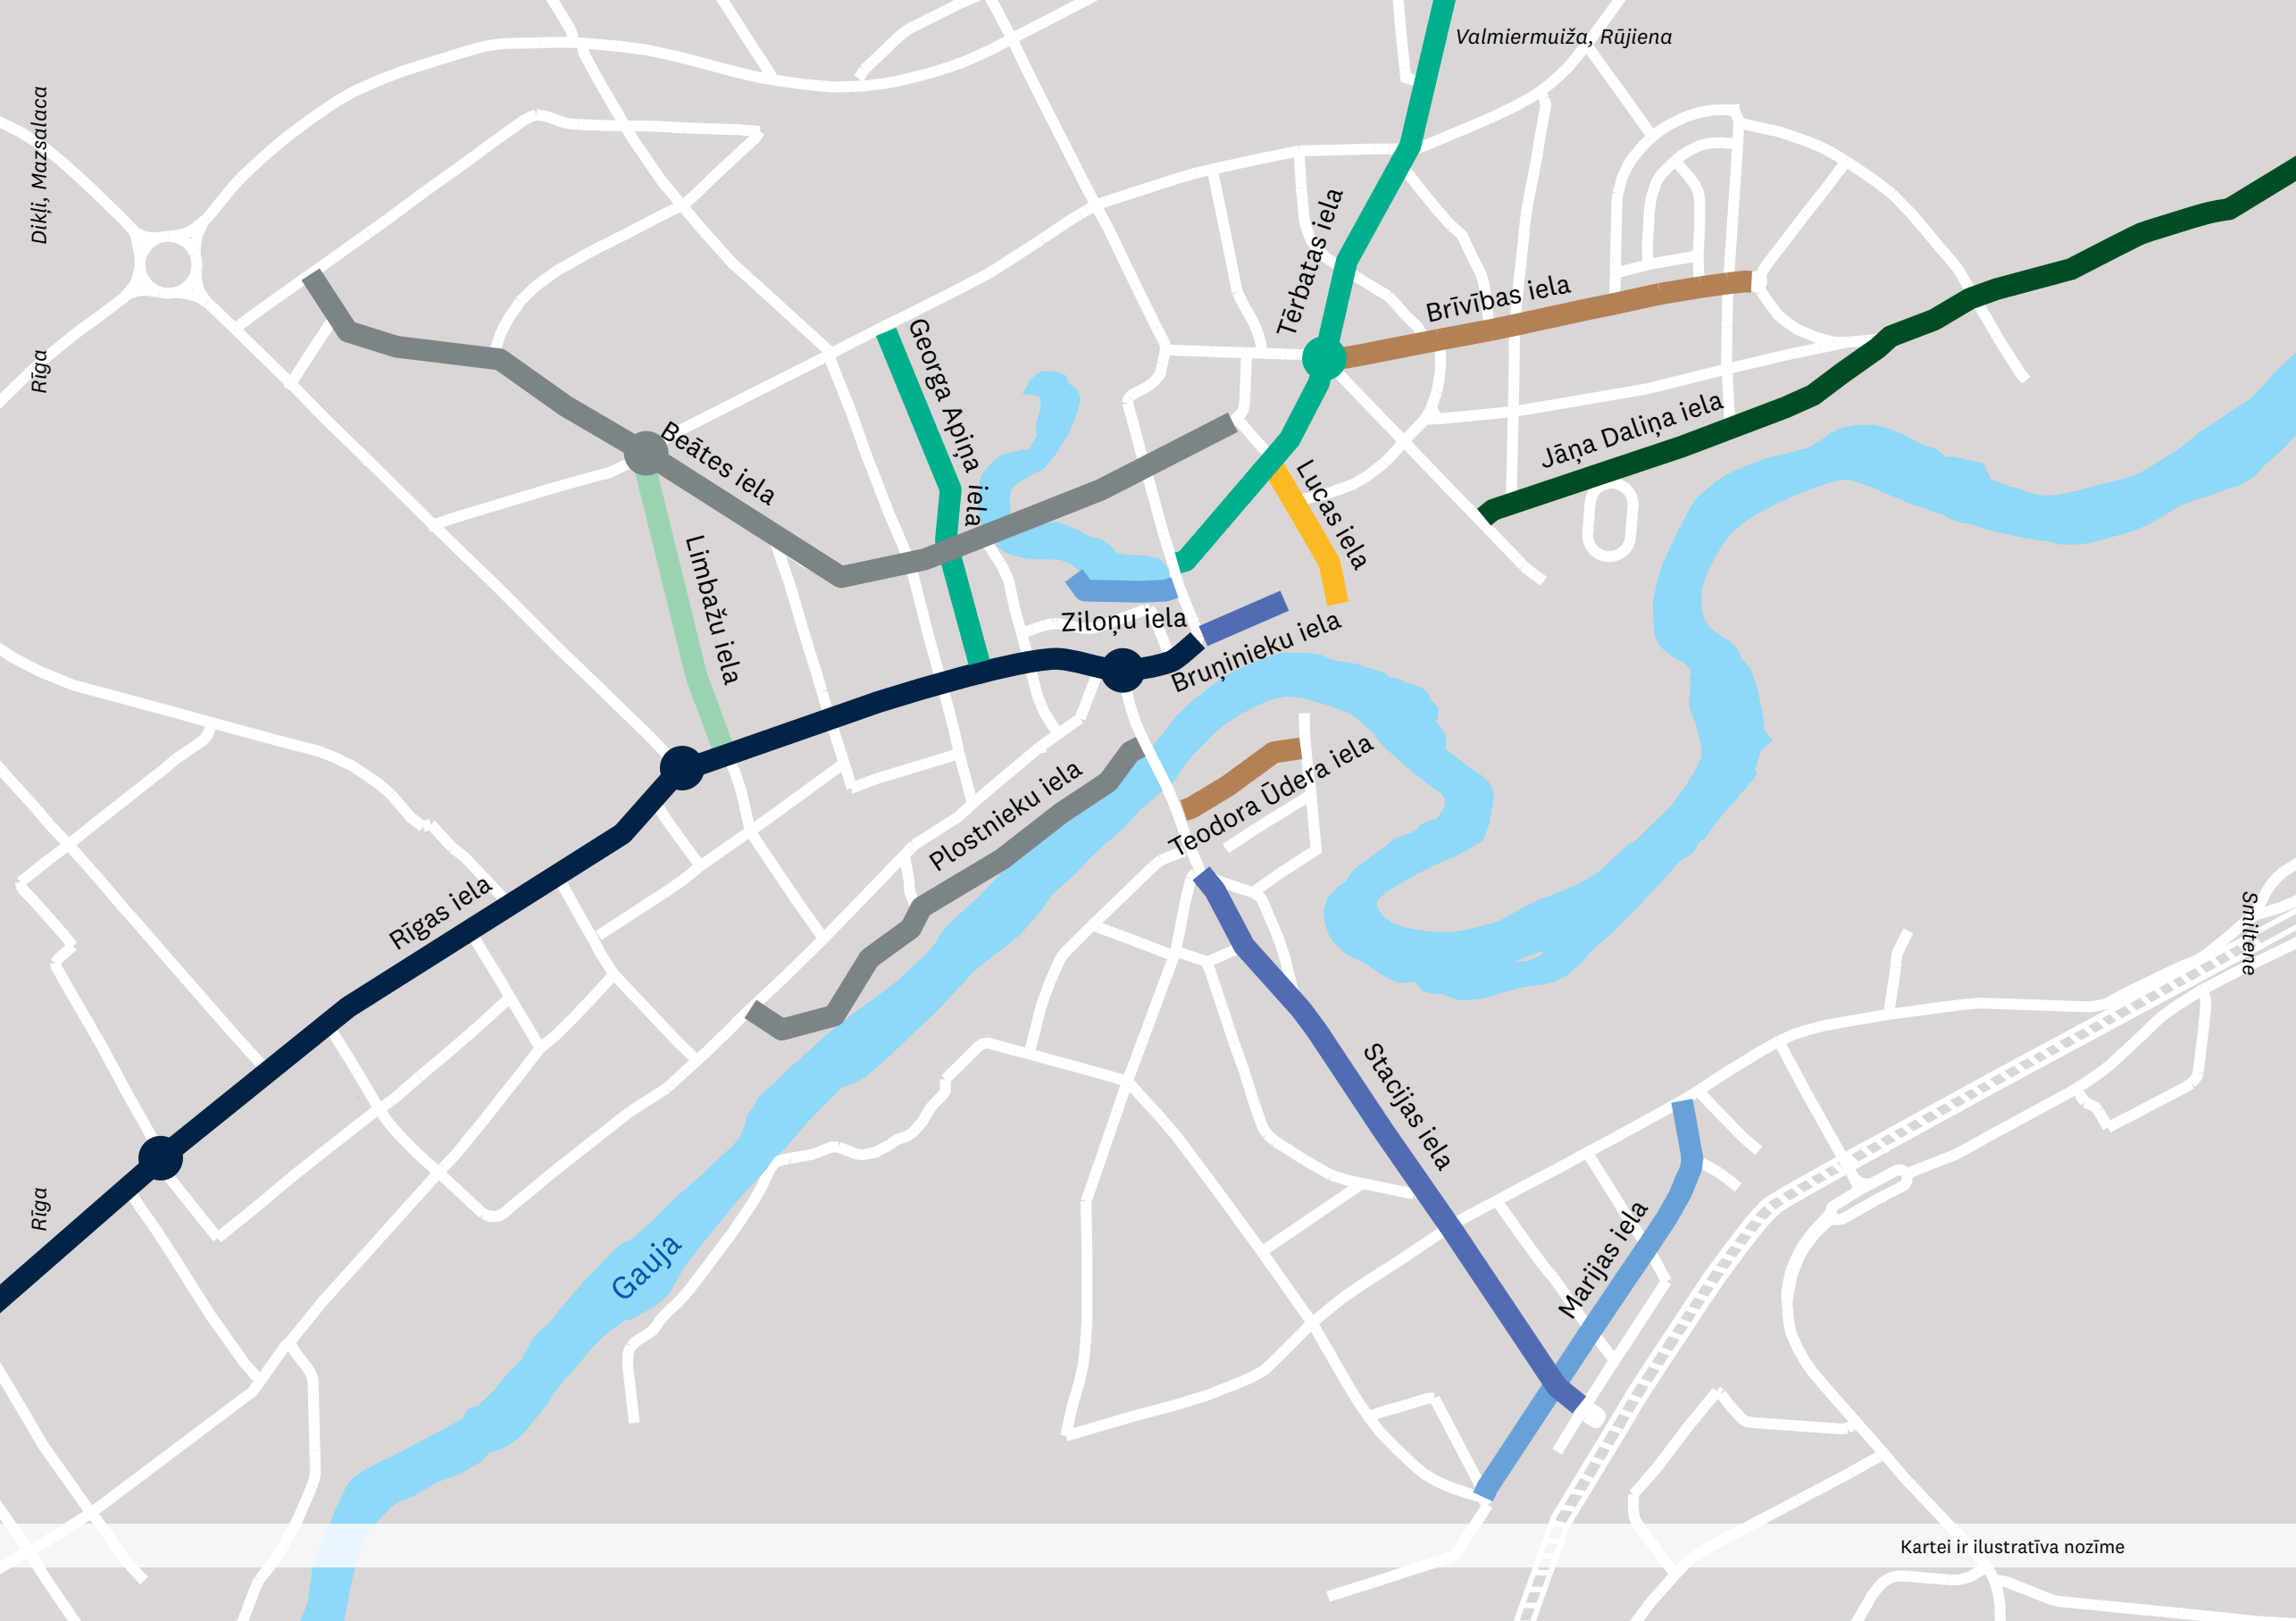 Valmiermuiža, Rūjiena
Dikļi, Mazsalaca
Rīga
Tērbatas iela
Brīvības iela
Georga Apiņa iela
Beātes iela
Jāņa Daliņa iela
Lucas iela
Limbažu iela
Ziloņu iela
Bruņinieku iela
Teodora Ūdera iela
Plostnieku iela
Rīgas iela
Smiltene
Stacijas iela
Rīga
Marijas iela
Gauja
Kartei ir ilustratīva nozīme